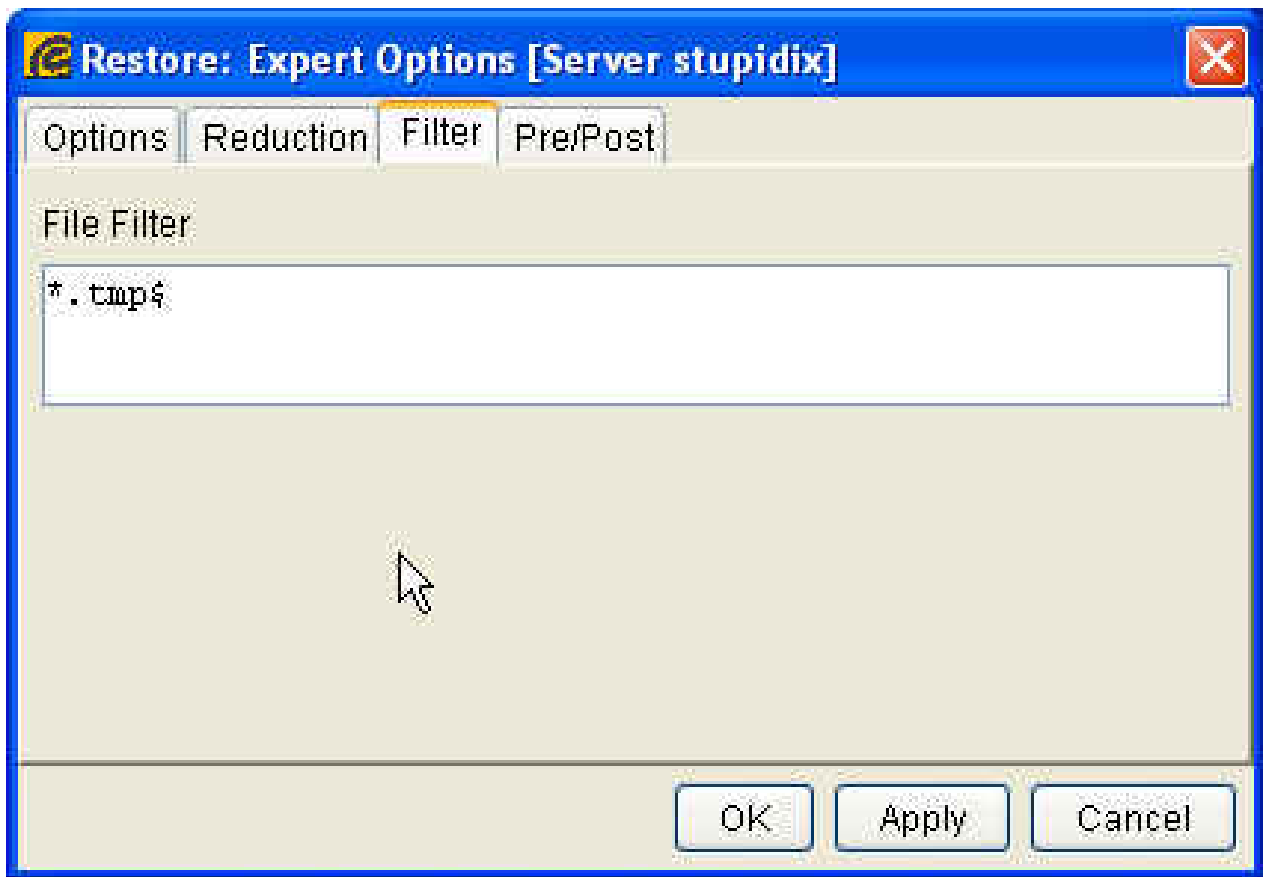 Restore: Expert Options [Server stupidix]
Options Reduction Filter Pre/Post
File Filter
*.tmp$
OK Apply Cancel